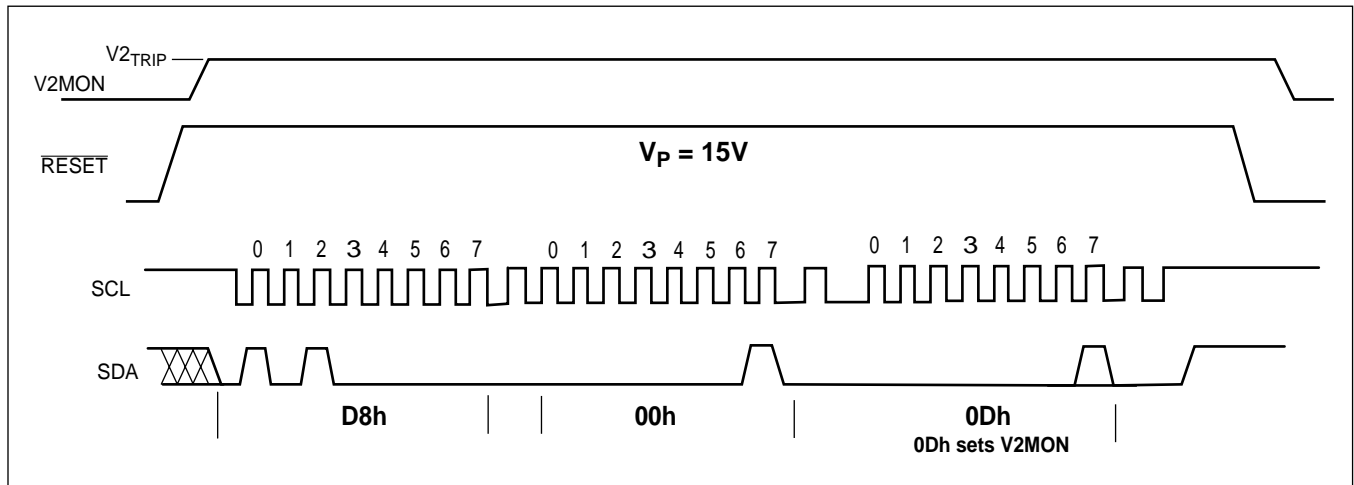 V2TRIP
V2MON
RESET
VP = 15V
0 1 2 3 4 5 6 7 0 1 2 3 4 5 6 7 0 1 2 3 4 5 6 7
SCL
SDA
D8h 00h 0Dh
0Dh sets V2MON